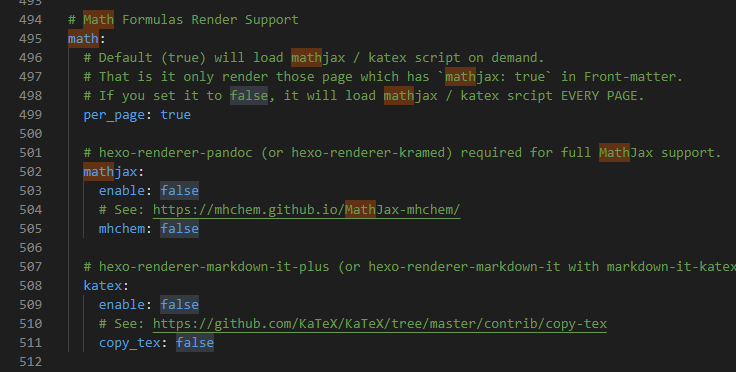 493
494 # Math Formulas Render Support
495 math:
496 # Default (true) will load mathjax / katex script on demand.
497 # That is it only render those page which has `mathjax: true` in Front-matter.
498 # If you set it to false, it will load mathjax / katex srcipt EVERY PAGE.
499 per_page: true
500
501 # hexo-renderer-pandoc (or hexo-renderer-kramed) required for full MathJax support.
502 mathjax:
503 enable: false
504 # See: https://mhchem.github.io/MathJax-mhchem/
505 mhchem: false
506
507 # hexo-renderer-markdown-it-plus (or hexo-renderer-markdown-it with markdown-it-katex
508 katex:
509 enable: false
510 # See: https://github.com/KaTeX/KaTeX/tree/master/contrib/copy-tex
511 copy_tex: false
512